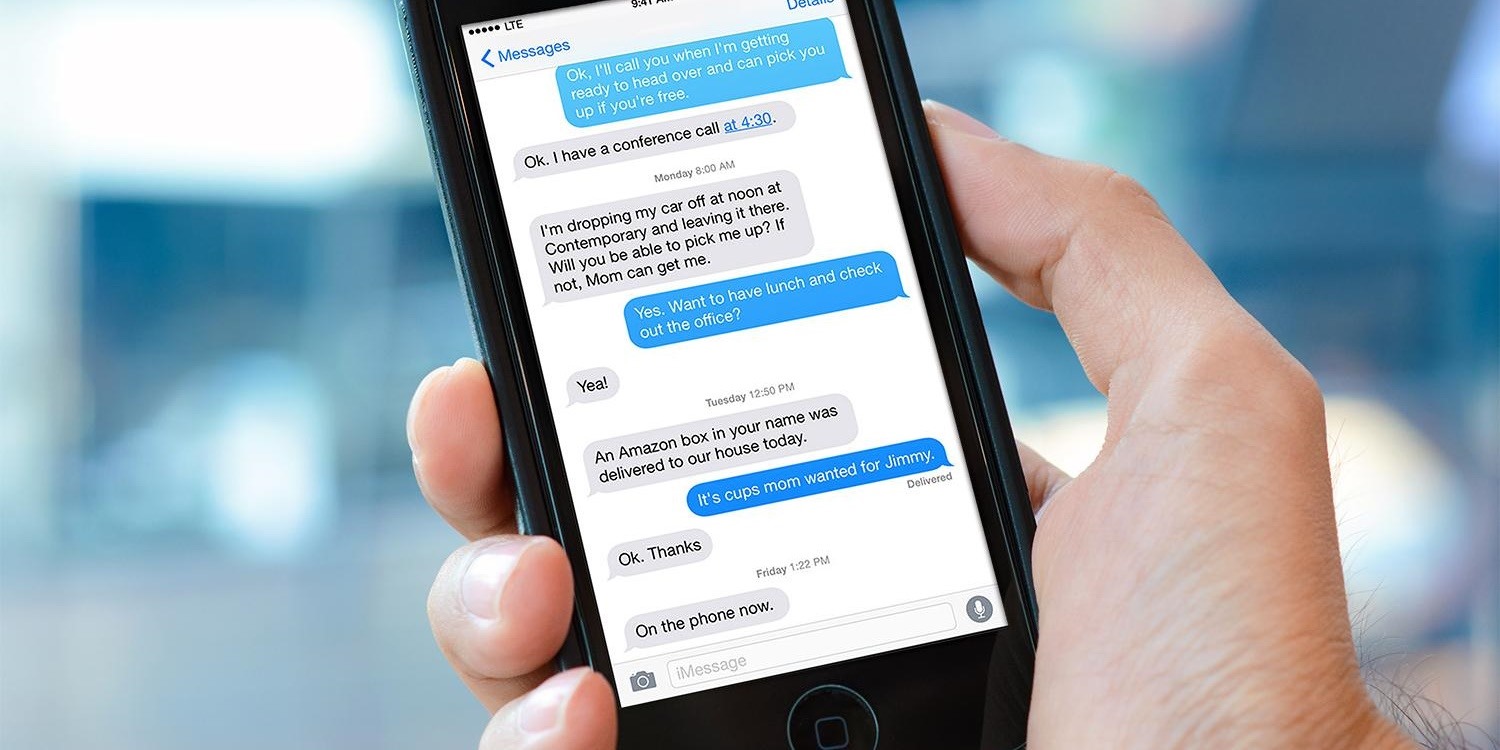 LTE
9:41 AM
Messages
Details
Ok, I'll call you when I'm getting
ready to head over and can pick you
up if you're free.
Ok. I have a conference call at 4:30.
Monday 8:00 AM
I'm dropping my car off at noon at
Contemporary and leaving it there.
Will you be able to pick me up? If
not, Mom can get me.
Yes. Want to have lunch and check
out the office?
Yea!
Tuesday 12:50 PM
An Amazon box in your name was
delivered to our house today.
It's cups mom wanted for Jimmy.
Delivered
Ok. Thanks
Friday 1:22 PM
On the phone now.
iMessage